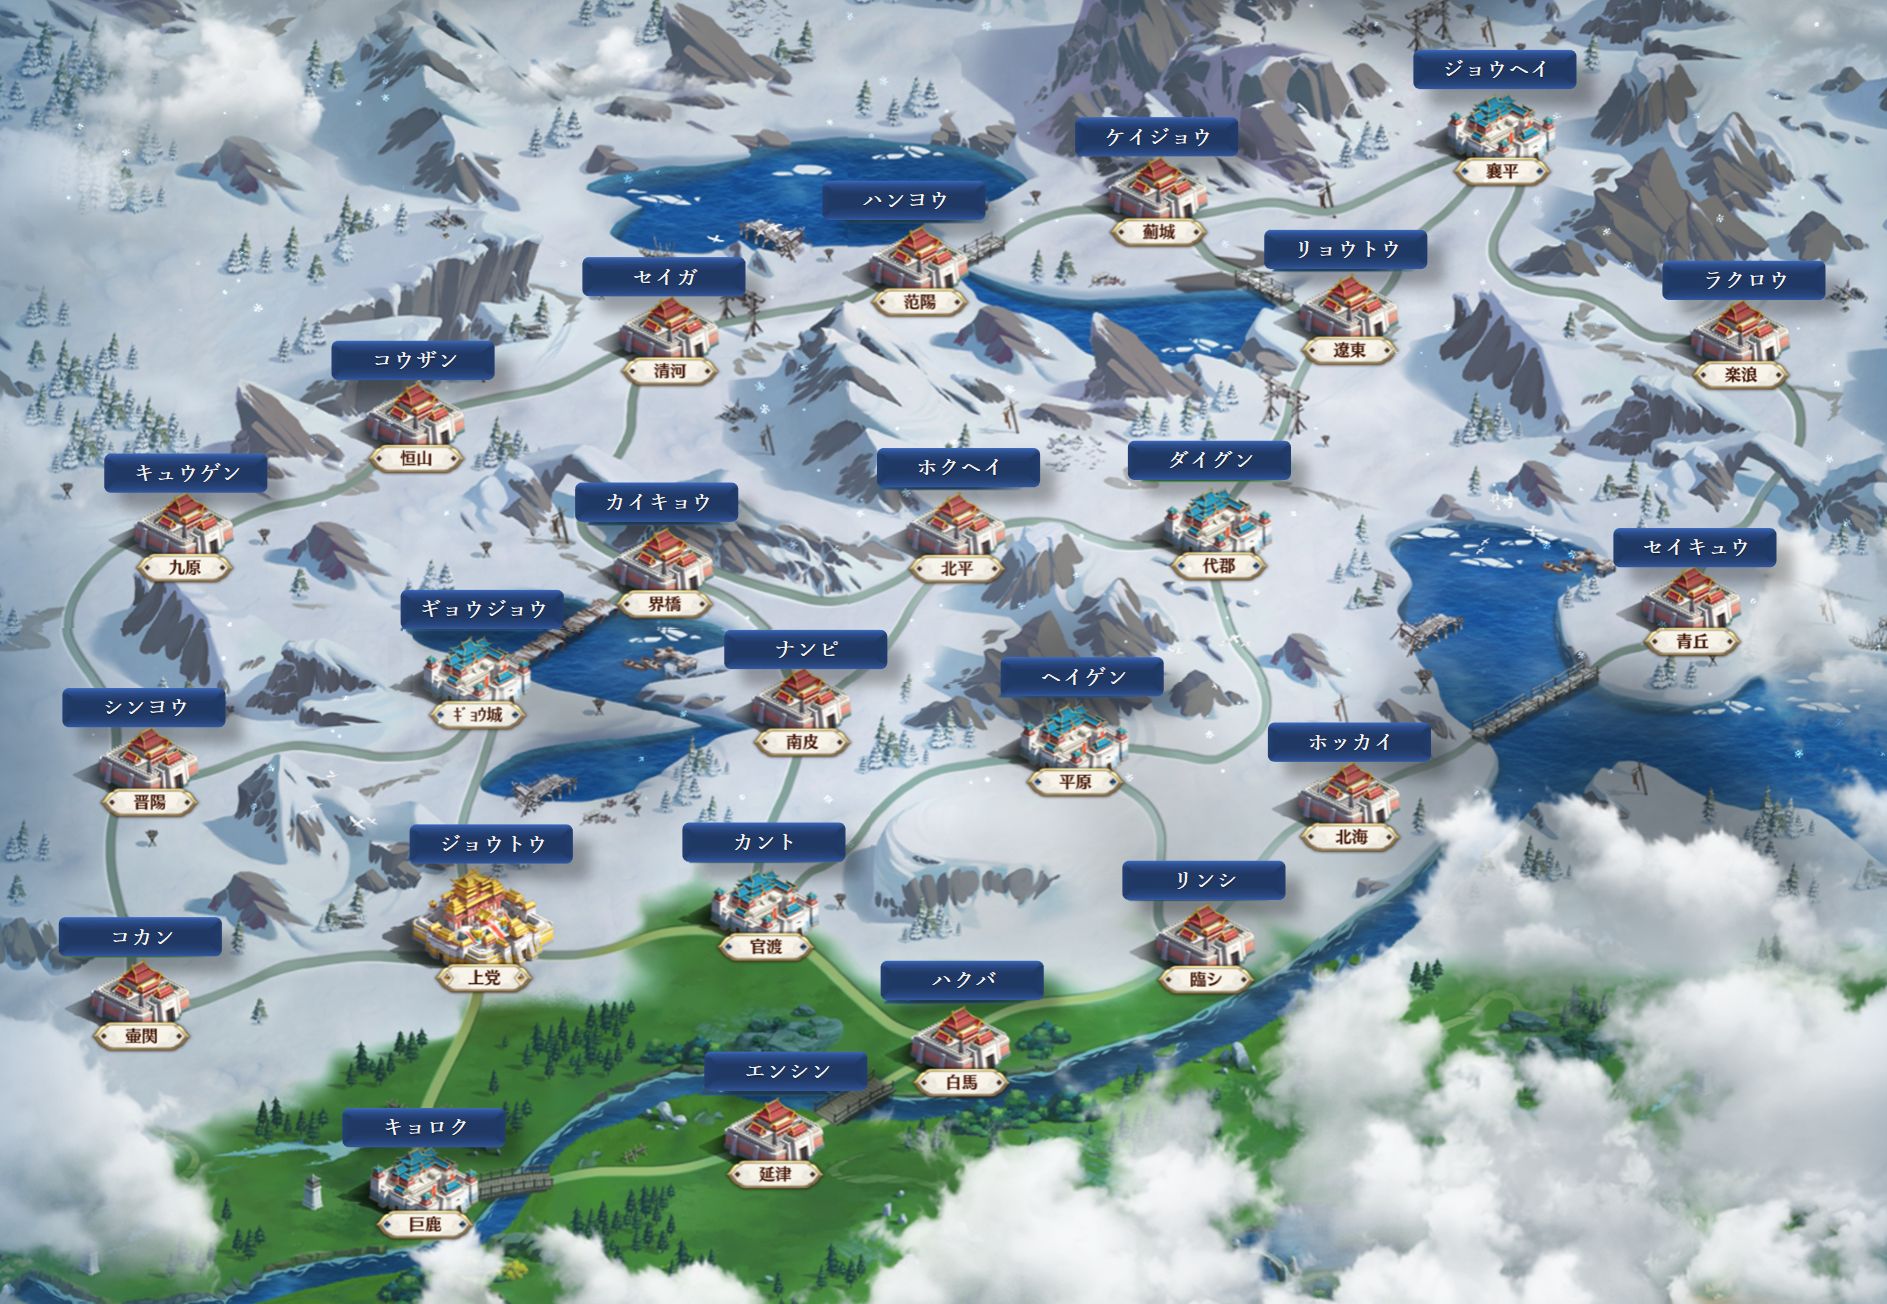 ジョウヘイ
襄平
ケイジョウ
薊城
ハンヨウ
范陽
リョウトウ
遼東
セイガ
清河
ラクロウ
楽浪
コウザン
恒山
キュウゲン
九原
カイキョウ
界橋
ホクヘイ
北平
ダイグン
代郡
セイキュウ
青丘
ギョウジョウ
ギョウ城
ナンピ
南皮
ヘイゲン
平原
シンヨウ
晋陽
ホッカイ
北海
ジョウトウ
上党
カント
官渡
リンシ
臨シ
コカン
壷関
ハクバ
白馬
エンシン
延津
キョロク
巨鹿